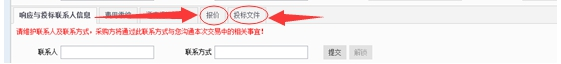 响应与投标联系人信息 报价 投标文件
请维护联系人及联系方式，采购方将通过此联系方式与您沟通本次交易中的相关事宜！
联系人 联系方式 提交 解锁